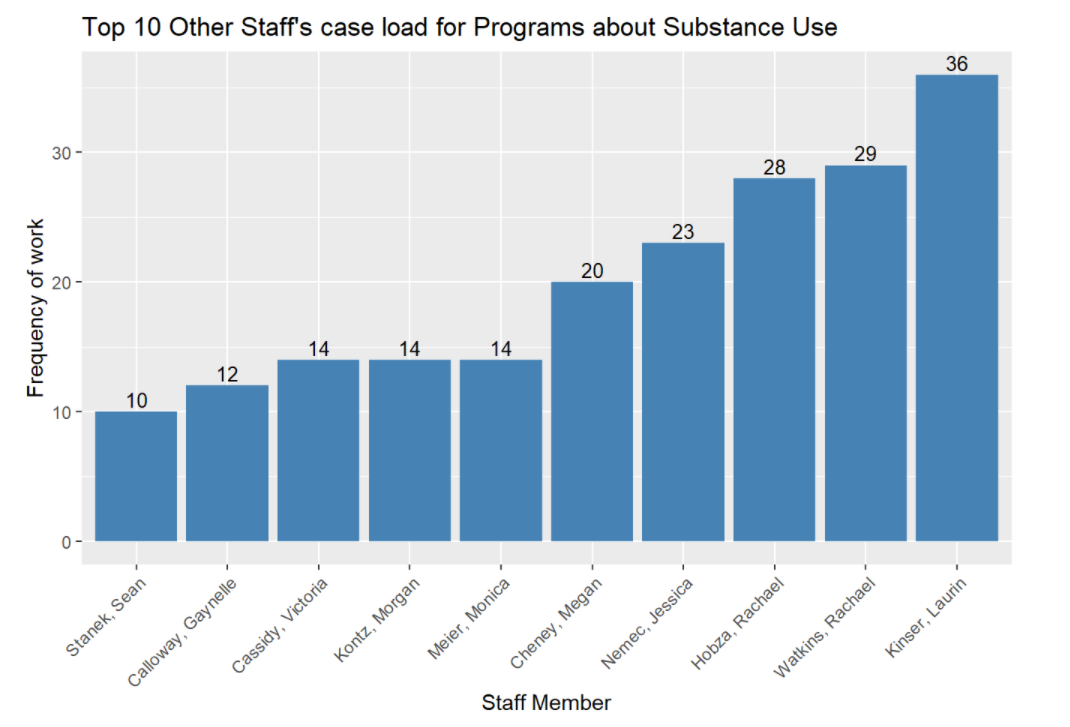 Top 10 Other Staff's case load for Programs about Substance Use
36
30
29
28
23
20
20
14
14
14
12
10
10
0
Frequency of work
Stanek, Sean
Calloway, Gaynelle
Cassidy, Victoria
Kontz, Morgan
Meier, Monica
Cheney, Megan
Nemec, Jessica
Hobza, Rachael
Watkins, Rachael
Kinser, Laurin
Staff Member